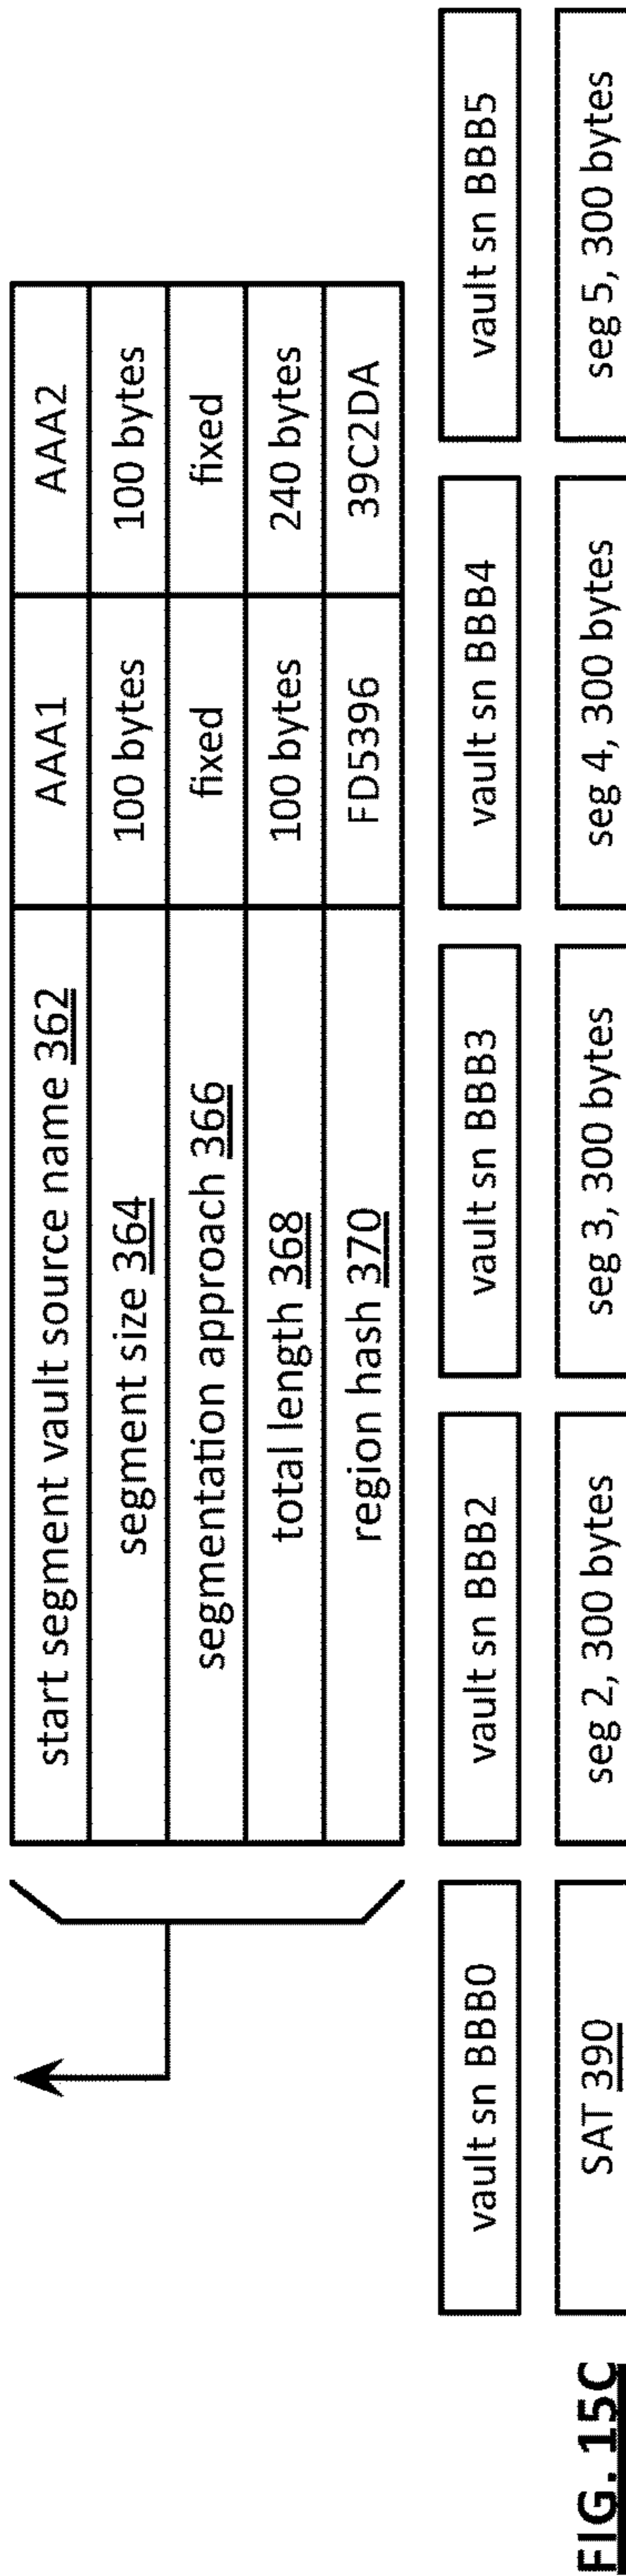 start segment vault source name 362 AAA1 AAA2
segment size 364 100 bytes 100 bytes
segmentation approach 366 fixed fixed
total length 368 100 bytes 240 bytes
region hash 370 FD5396 39C2DA
vault sn BBB0 vault sn BBB2 vault sn BBB3 vault sn BBB4 vault sn BBB5
SAT 390 seg 2, 300 bytes seg 3, 300 bytes seg 4, 300 bytes seg 5, 300 bytes
FIG. 15C